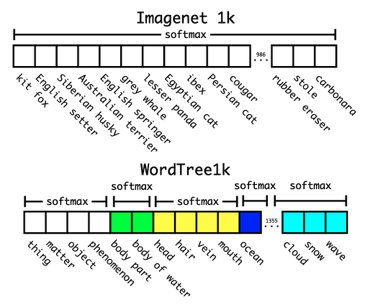 Imagenet 1k
softmax
986
kit fox
English setter
Siberian husky
Australian terrier
English springer
grey whale
lesser panda
Egyptian cat
ibex
Persian cat
cougar
rubber eraser
stole
carbonara
WordTree1k
softmax softmax softmax softmax softmax
1355
thing
matter
object
phenomenon
body part
body of water
head
hair
vein
mouth
ocean
cloud
snow
wave